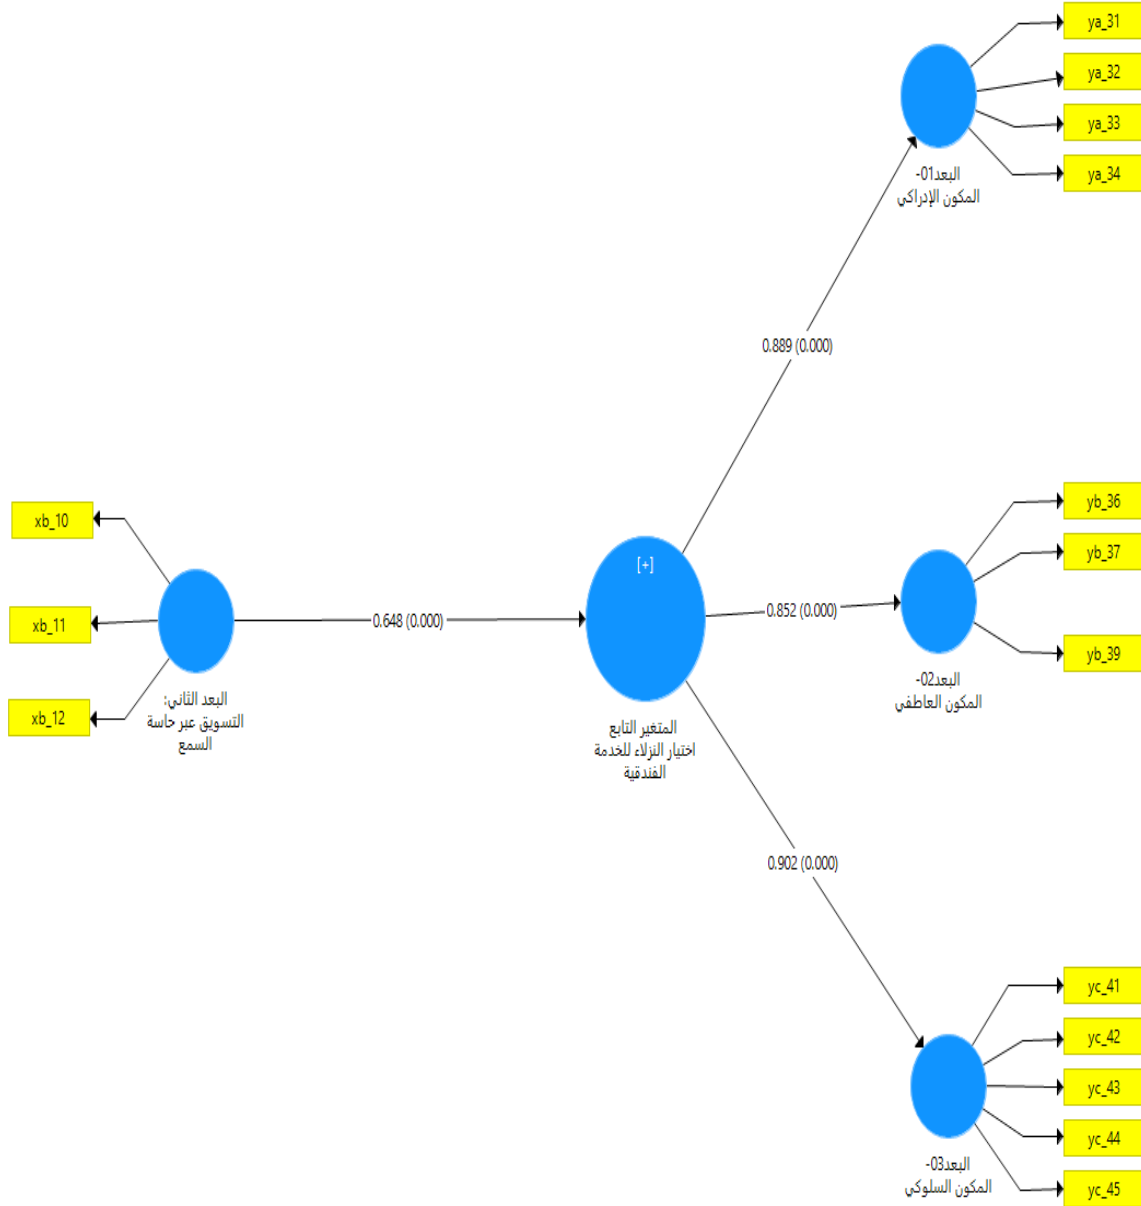 ya_31
ya_32
ya_33
ya_34
البعد01-
المكون الإدراكي
0.889 (0.000)
xb_10
xb_11
xb_12
البعد الثاني:
التسويق عبر حاسة
السمع
0.648 (0.000)
[+]
المتغير التابع
اختيار النزلاء للخدمة
الفندقية
0.852 (0.000)
yb_36
yb_37
yb_39
البعد02-
المكون العاطفي
0.902 (0.000)
yc_41
yc_42
yc_43
yc_44
yc_45
البعد03-
المكون السلوكي